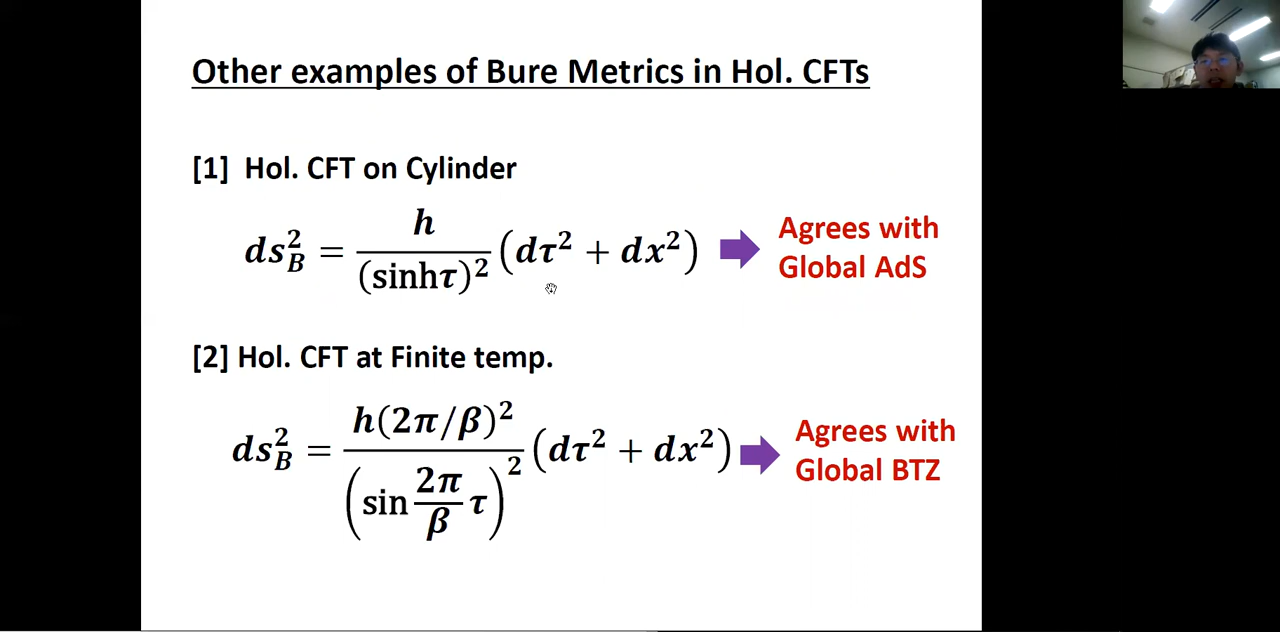 Other examples of Bure Metrics in Hol. CFTs
[1] Hol. CFT on Cylinder
ds_B^2 = h/(sinhτ)^2 (dτ^2 + dx^2)
Agrees with
Global AdS
[2] Hol. CFT at Finite temp.
ds_B^2 = h(2π/β)^2/(sin 2π/β τ)^2 (dτ^2 + dx^2)
Agrees with
Global BTZ